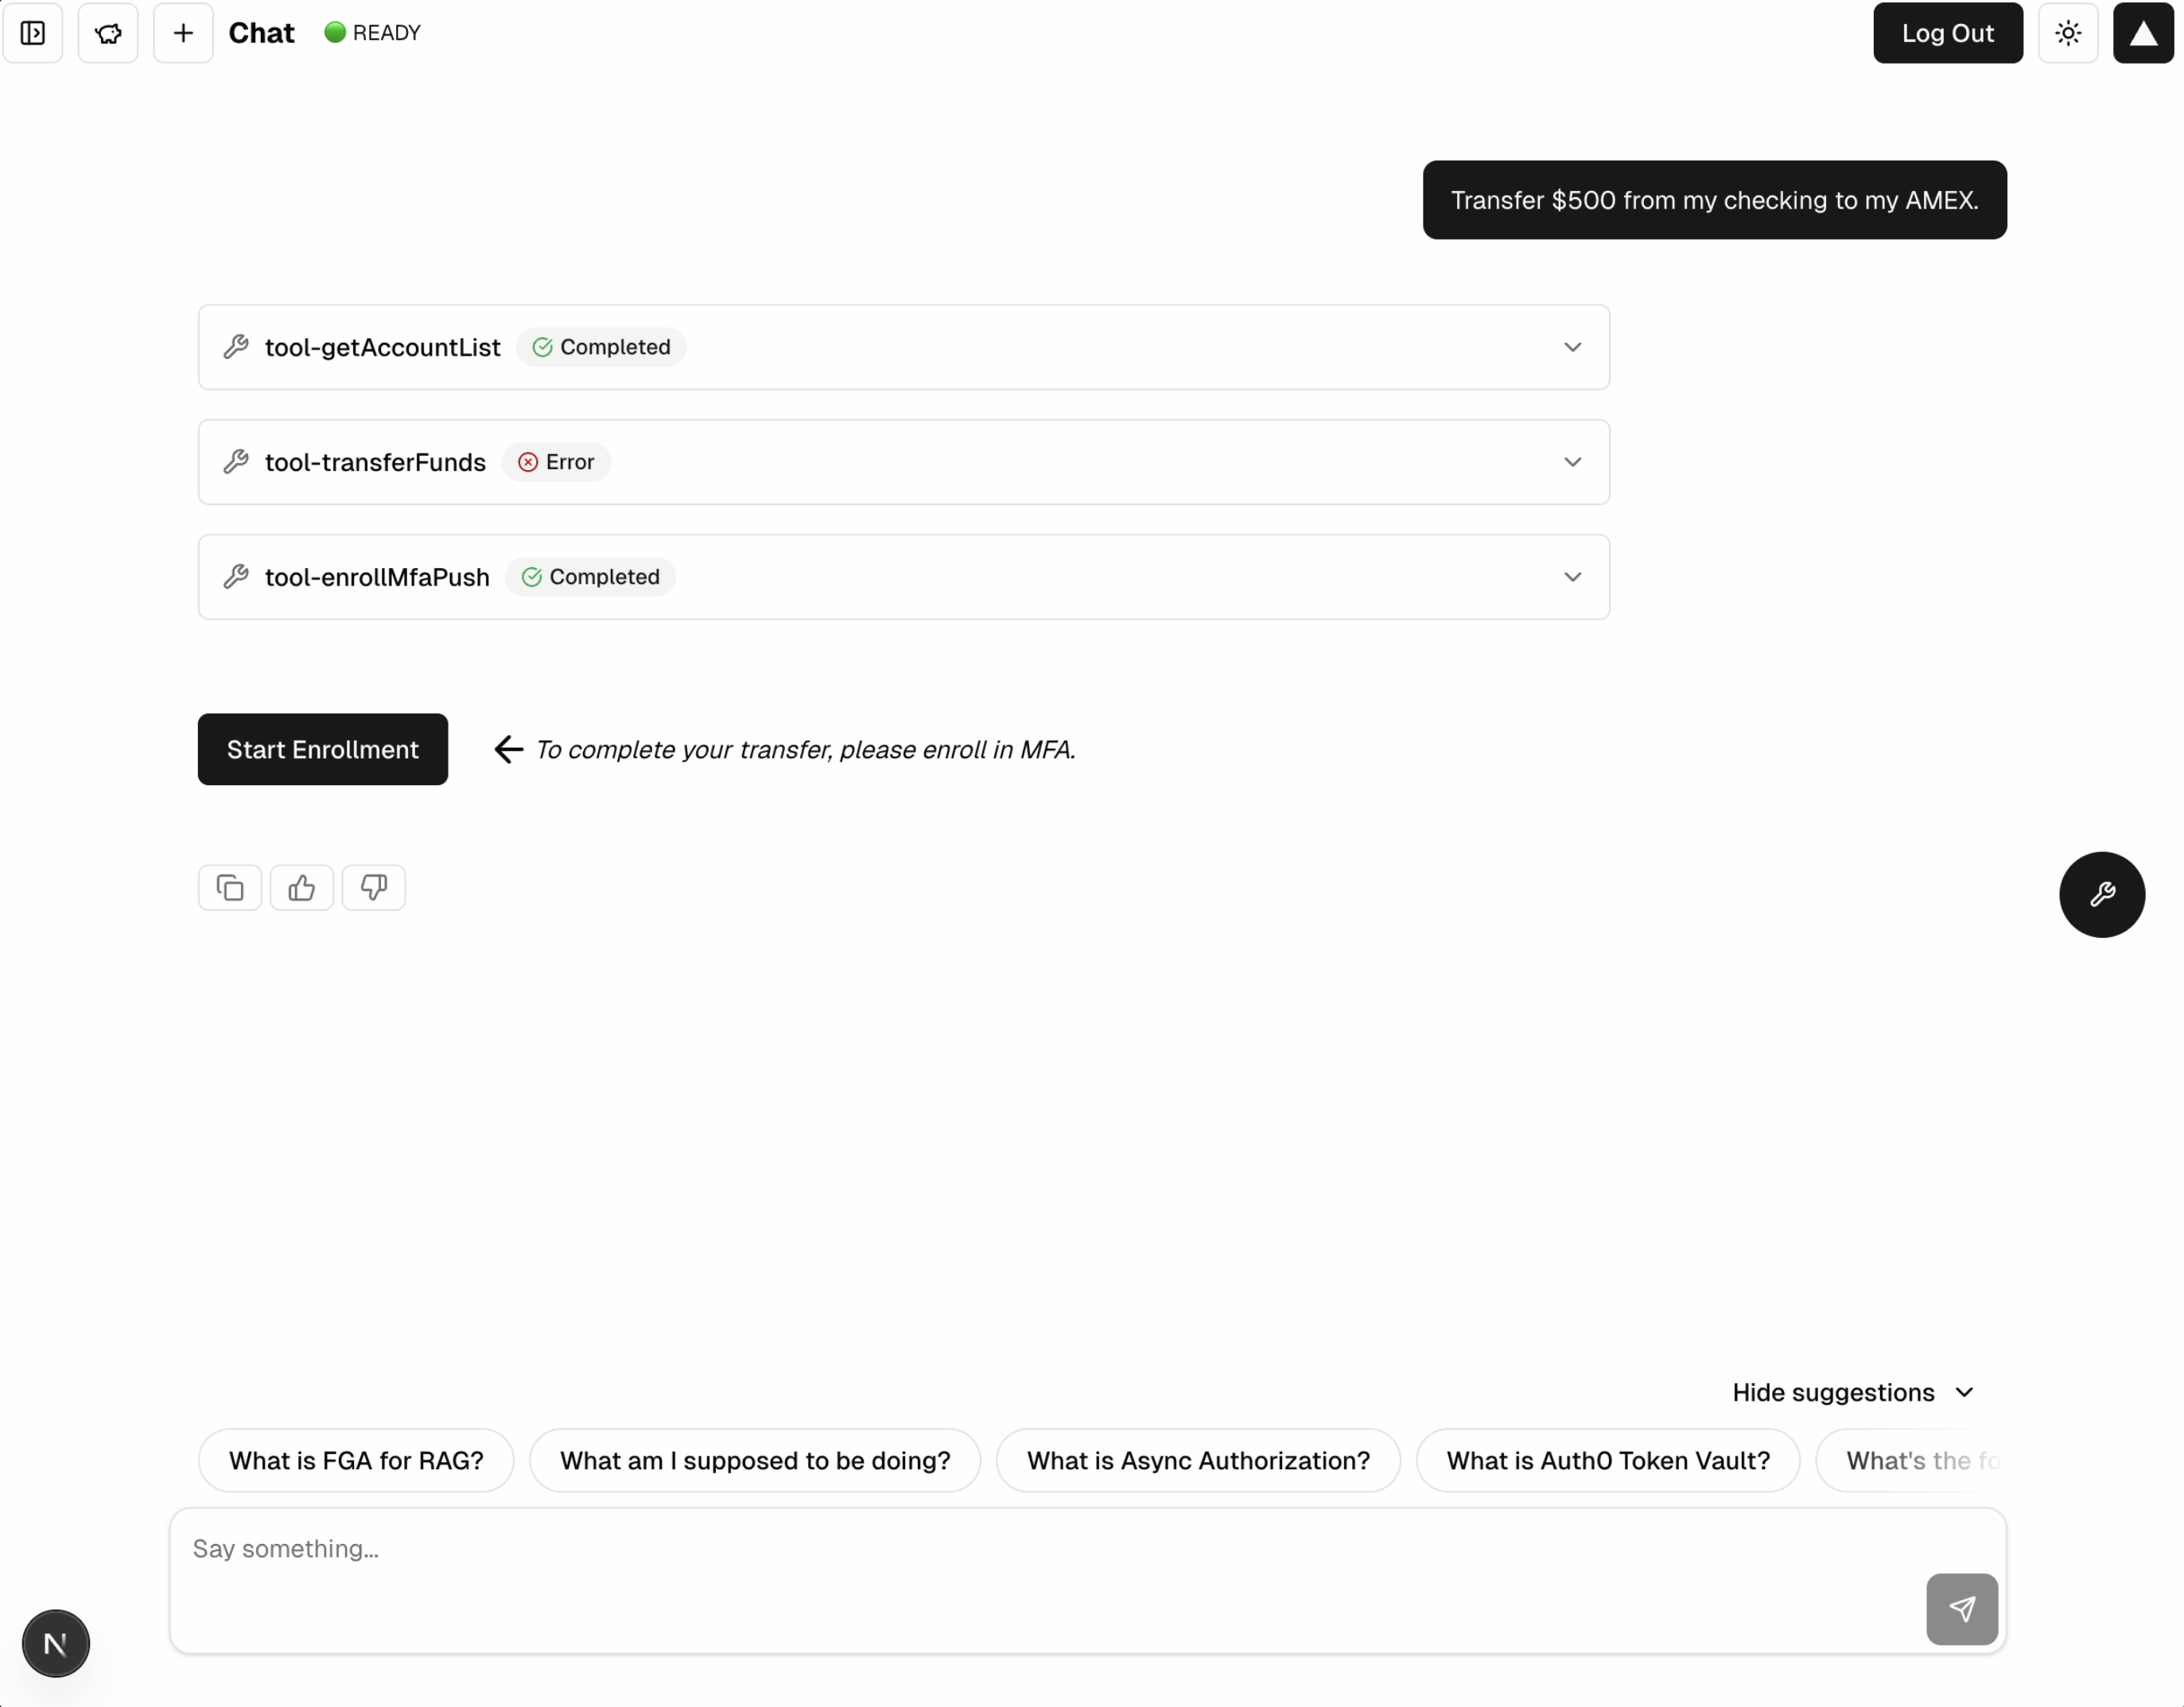 Chat
READY
Log Out
Transfer $500 from my checking to my AMEX.
tool-getAccountList
Completed
tool-transferFunds
Error
tool-enrollMfaPush
Completed
Start Enrollment
To complete your transfer, please enroll in MFA.
Hide suggestions
What is FGA for RAG?
What am I supposed to be doing?
What is Async Authorization?
What is Auth0 Token Vault?
What's the
Say something...
N